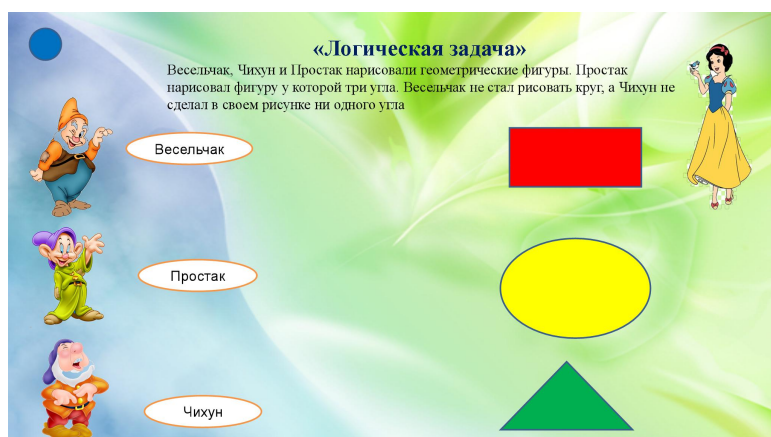 «Логическая задача»
Весельчак, Чихун и Простак нарисовали геометрические фигуры. Простак
нарисовал фигуру у которой три угла. Весельчак не стал рисовать круг, а Чихун не
сделал в своем рисунке ни одного угла
Весельчак
Простак
Чихун